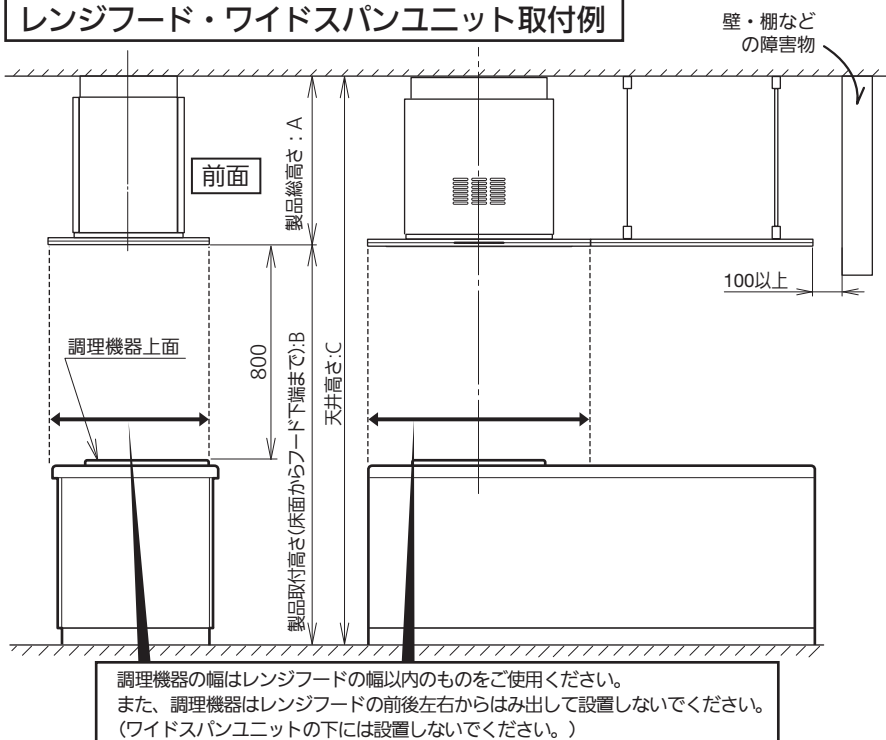 レンジフード・ワイドスパンユニット取付例
壁・棚など
の障害物
前面
製品総高さ：A
100以上
調理機器上面
800
製品取付高さ(床面からフード下端まで):B
天井高さ:C
調理機器の幅はレンジフードの幅以内のものをご使用ください。
また、調理機器はレンジフードの前後左右からはみ出して設置しないでください。
（ワイドスパンユニットの下には設置しないでください。）